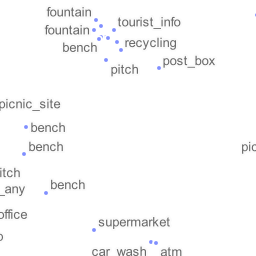 fountain
tourist_info
fountain
recycling
bench
post_box
pitch
picnic_site
bench
bench
pic
itch
_any
bench
office
supermarket
o
car_wash
atm